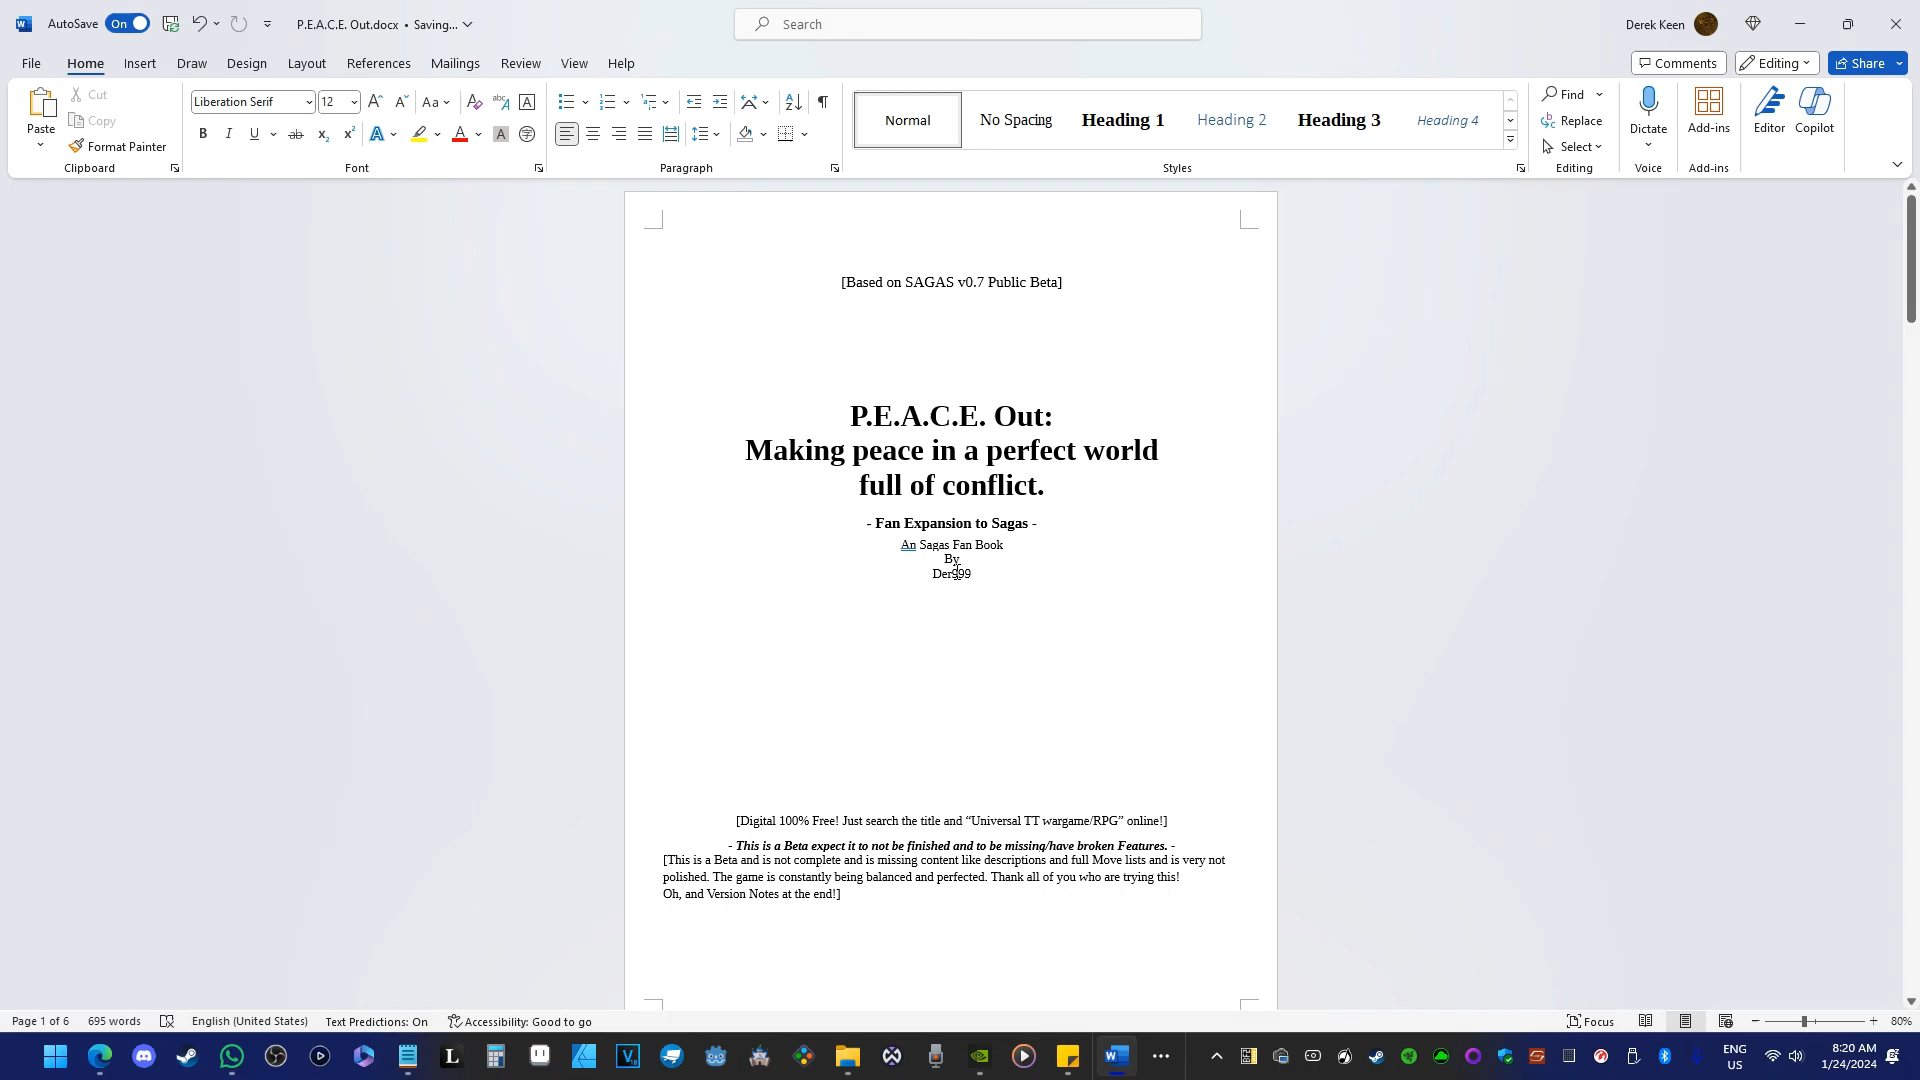 AutoSave On P.E.A.C.E. Out.docx • Saving... Search Derek Keen
File Home Insert Draw Design Layout References Mailings Review View Help Comments Editing Share
Paste Cut Copy Format Painter Clipboard
Liberation Serif 12 Aa Font
Paragraph
Normal No Spacing Heading 1 Heading 2 Heading 3 Heading 4 Styles
Find Replace Select Editing
Dictate Voice
Add-ins Add-ins
Editor Copilot
[Based on SAGAS v0.7 Public Beta]
P.E.A.C.E. Out:
Making peace in a perfect world
full of conflict.
- Fan Expansion to Sagas -
An Sagas Fan Book
By
Der999
[Digital 100% Free! Just search the title and “Universal TT wargame/RPG” online!]
- This is a Beta expect it to not be finished and to be missing/have broken Features. -
[This is a Beta and is not complete and is missing content like descriptions and full Move lists and is very not
polished. The game is constantly being balanced and perfected. Thank all of you who are trying this!
Oh, and Version Notes at the end!]
Page 1 of 6 695 words English (United States) Text Predictions: On Accessibility: Good to go Focus 80%
ENG
US
8:20 AM
1/24/2024